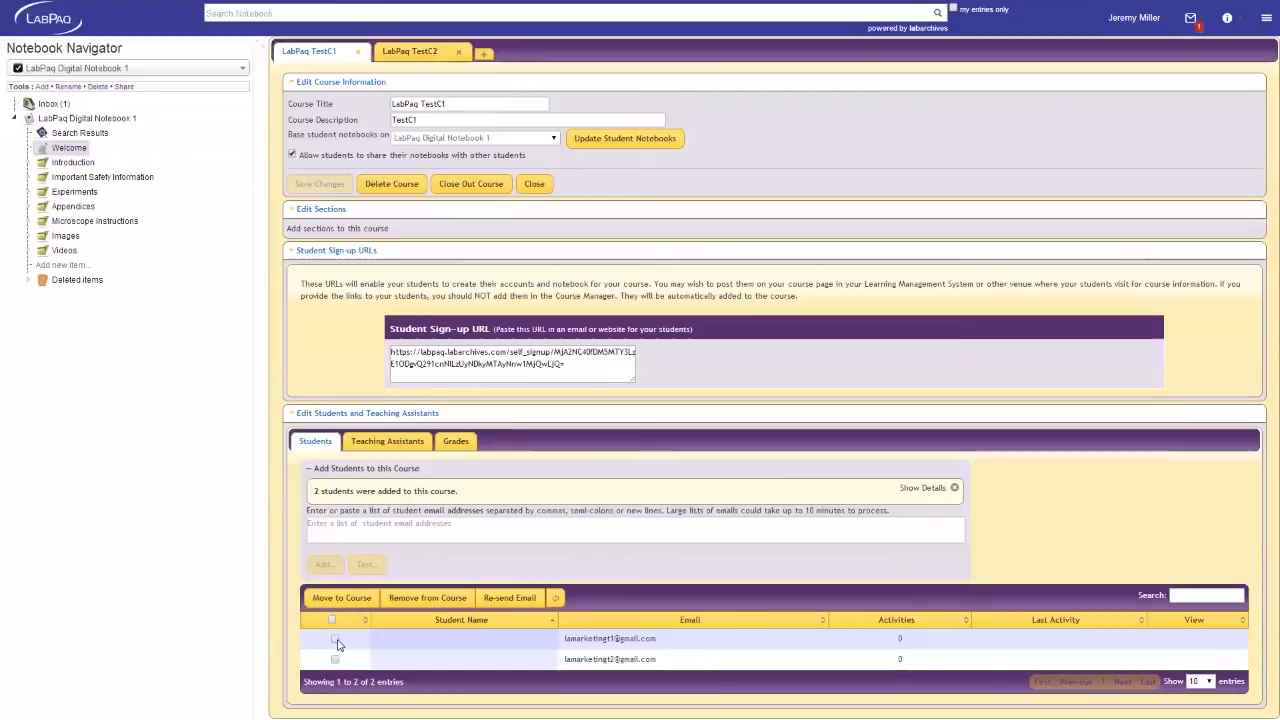 LABPAQ
Search Notebook
my entries only
powered by labarchives
Jeremy Miller
1
Notebook Navigator
LabPaq Digital Notebook 1
Tools : Add • Rename • Delete • Share
Inbox (1)
LabPaq Digital Notebook 1
Search Results
Welcome
Introduction
Important Safety Information
Experiments
Appendices
Microscope Instructions
Images
Videos
Add new item...
Deleted items
LabPaq TestC1 × LabPaq TestC2 × +
Edit Course Information
Course Title LabPaq TestC1
Course Description TestC1
Base student notebooks on LabPaq Digital Notebook 1 Update Student Notebooks
Allow students to share their notebooks with other students
Save Changes Delete Course Close Out Course Close
Edit Sections
Add sections to this course
Student Sign-up URLs
These URLs will enable your students to create their accounts and notebook for your course. You may wish to post them on your course page in your Learning Management System or other venue where your students visit for course information. If you
provide the links to your students, you should NOT add them in the Course Manager. They will be automatically added to the course.
Student Sign-up URL (Paste this URL in an email or website for your students)
Edit Students and Teaching Assistants
Students Teaching Assistants Grades
— Add Students to this Course
2 students were added to this course. Show Details
Enter or paste a list of student email addresses separated by commas, semi-colons or new lines. Large lists of emails could take up to 10 minutes to process.
Enter a list of student email addresses
Add... Test...
Move to Course Remove from Course Re-send Email Search:
Student Name Email Activities Last Activity View
lamarketingt1@gmail.com 0
lamarketingt2@gmail.com 0
Showing 1 to 2 of 2 entries First Previous 1 Next Last Show 10 entries